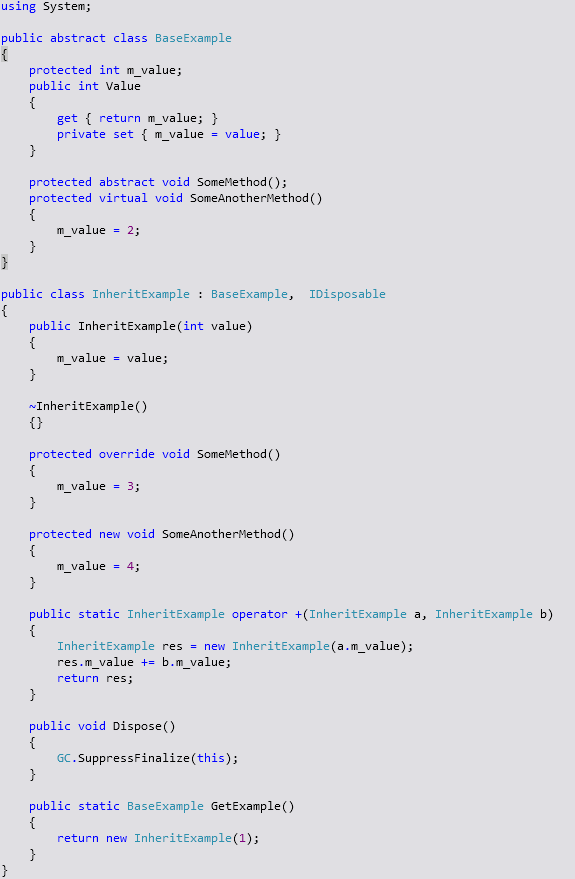 using System;
public abstract class BaseExample
{
    protected int m_value;
    public int Value
    {
        get { return m_value; }
        private set { m_value = value; }
    }
    protected abstract void SomeMethod();
    protected virtual void SomeAnotherMethod()
    {
        m_value = 2;
    }
}
public class InheritExample : BaseExample,  IDisposable
{
    public InheritExample(int value)
    {
        m_value = value;
    }
    ~InheritExample()
    {}
    protected override void SomeMethod()
    {
        m_value = 3;
    }
    protected new void SomeAnotherMethod()
    {
        m_value = 4;
    }
    public static InheritExample operator +(InheritExample a, InheritExample b)
    {
        InheritExample res = new InheritExample(a.m_value);
        res.m_value += b.m_value;
        return res;
    }
    public void Dispose()
    {
        GC.SuppressFinalize(this);
    }
    public static BaseExample GetExample()
    {
        return new InheritExample(1);
    }
}